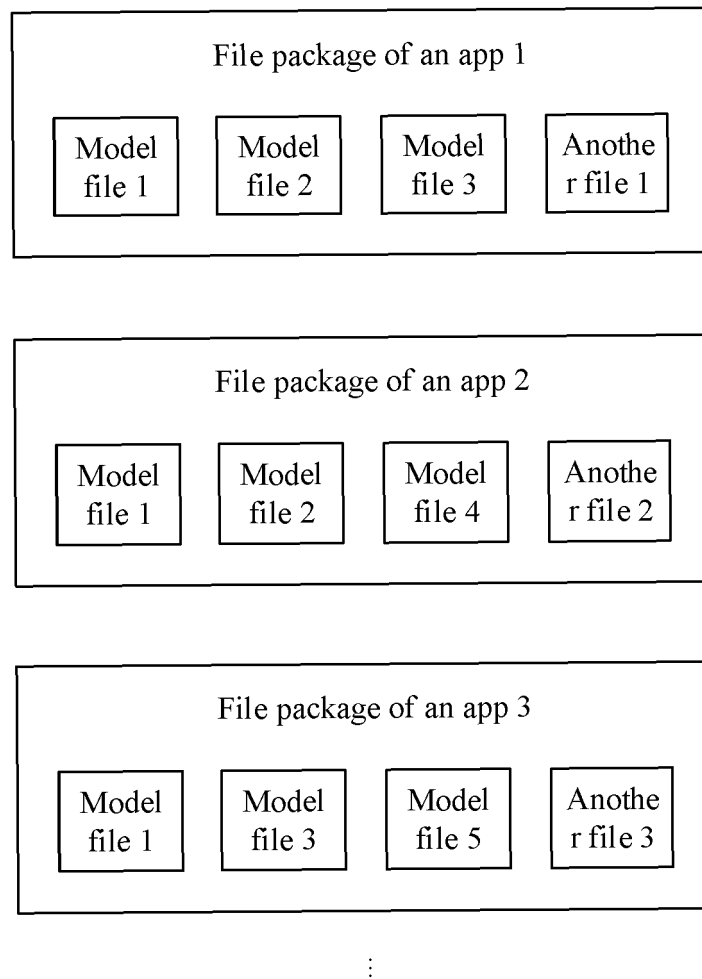 File package of an app 1
Model
file 1
Model
file 2
Model
file 3
Anothe
r file 1
File package of an app 2
Model
file 1
Model
file 2
Model
file 4
Anothe
r file 2
File package of an app 3
Model
file 1
Model
file 3
Model
file 5
Anothe
r file 3
⋮